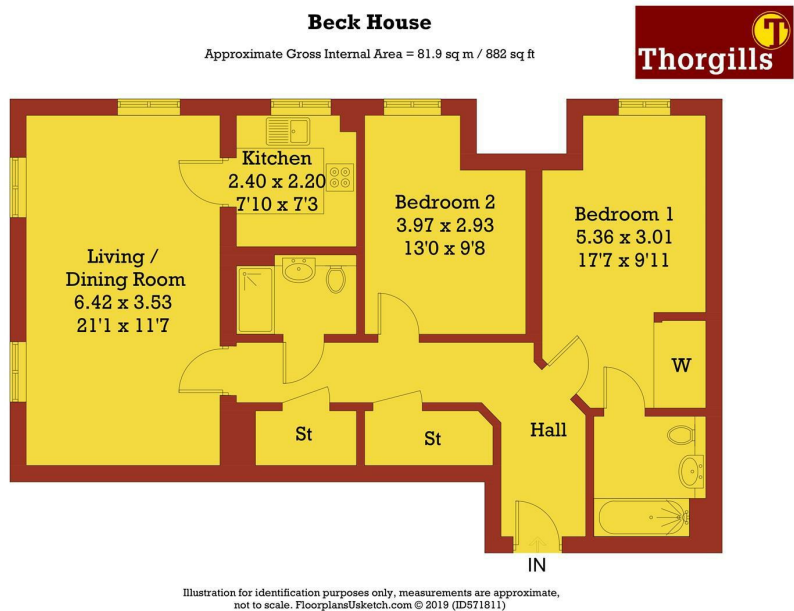 Beck House
Approximate Gross Internal Area = 81.9 sq m / 882 sq ft
T
Thorgills
Kitchen
2.40 x 2.20
7'10 x 7'3
Bedroom 2
3.97 x 2.93
13'0 x 9'8
Bedroom 1
5.36 x 3.01
17'7 x 9'11
Living /
Dining Room
6.42 x 3.53
21'1 x 11'7
W
St
St
Hall
IN
Illustration for identification purposes only, measurements are approximate,
not to scale. FloorplansUsketch.com © 2019 (ID571811)